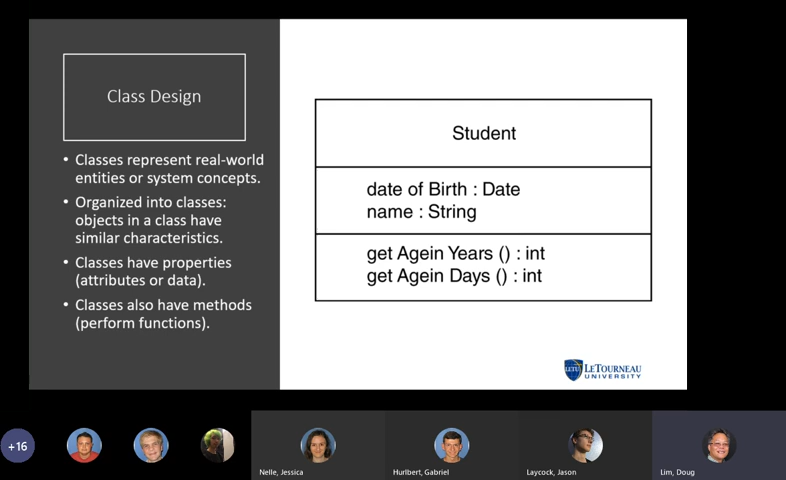 Class Design
• Classes represent real-world
entities or system concepts.
• Organized into classes:
objects in a class have
similar characteristics.
• Classes have properties
(attributes or data).
• Classes also have methods
(perform functions).
Student
date of Birth : Date
name : String
get Agein Years () : int
get Agein Days () : int
LETU
LETOURNEAU
UNIVERSITY
+16
Nelle, Jessica
Hurlbert, Gabriel
Laycock, Jason
Lim, Doug